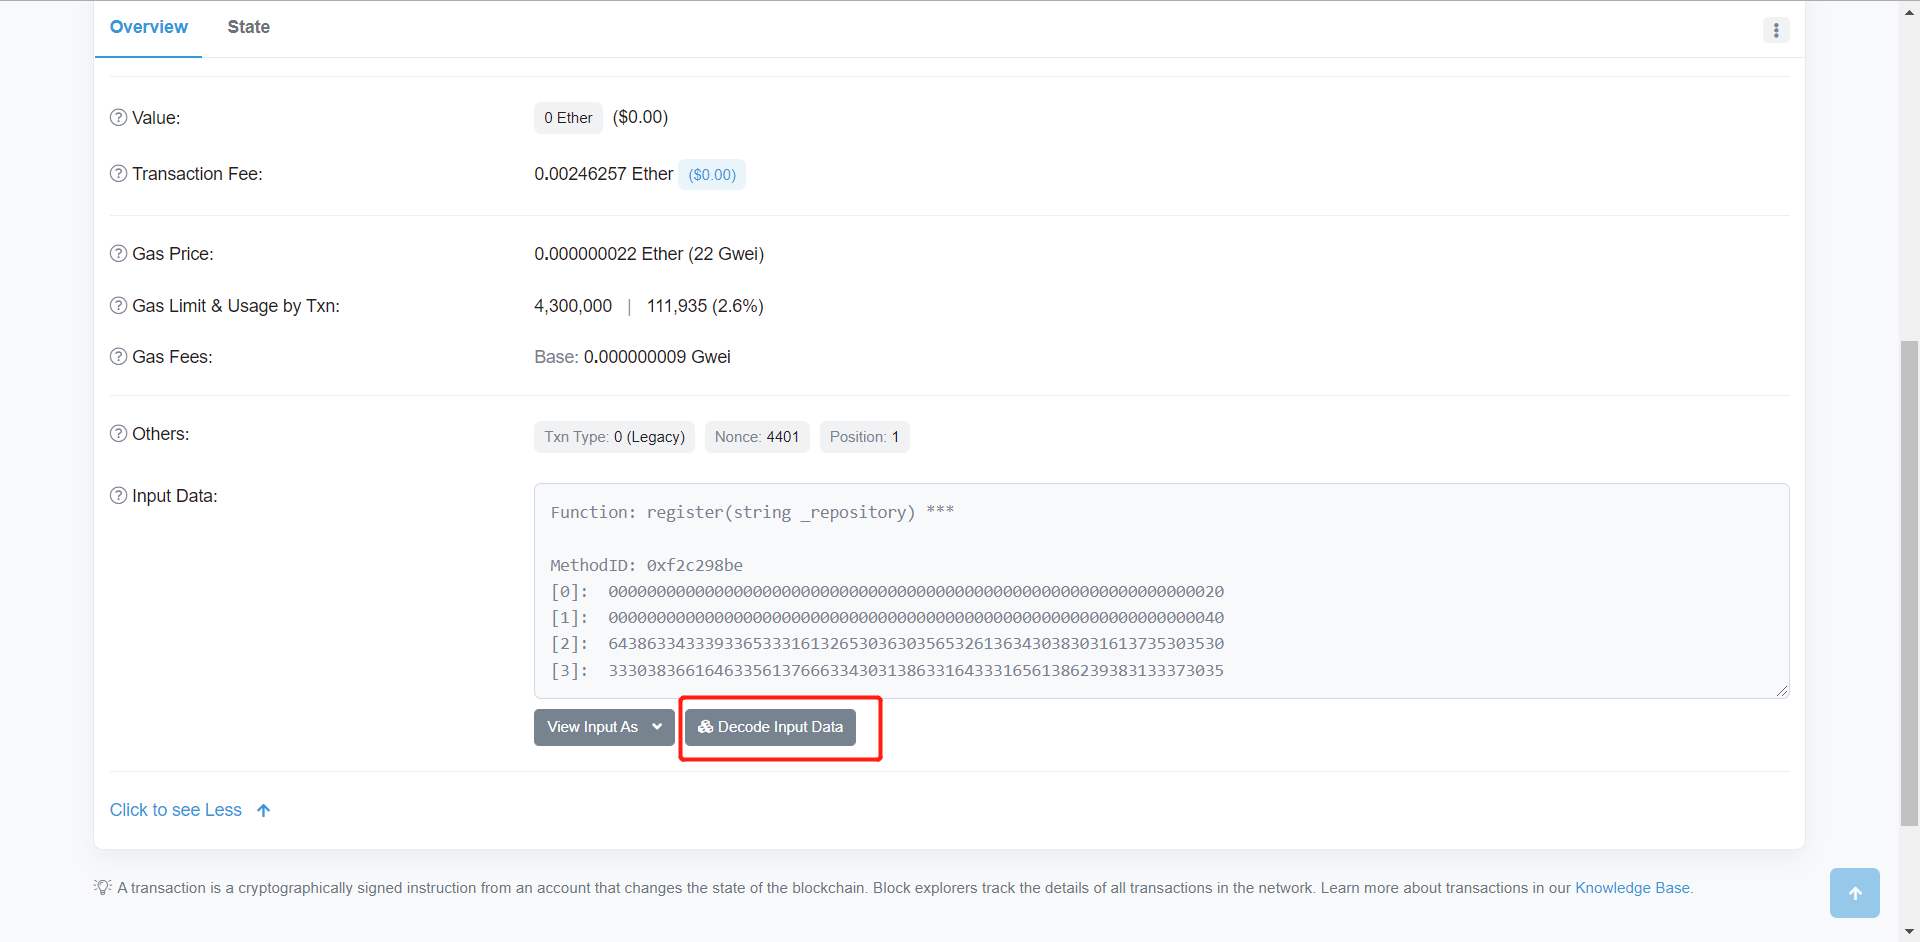 Overview State
Value: 0 Ether ($0.00)
Transaction Fee: 0.00246257 Ether ($0.00)
Gas Price: 0.000000022 Ether (22 Gwei)
Gas Limit & Usage by Txn: 4,300,000 | 111,935 (2.6%)
Gas Fees: Base: 0.000000009 Gwei
Others: Txn Type: 0 (Legacy) Nonce: 4401 Position: 1
Input Data:
Function: register(string _repository) ***
MethodID: 0xf2c298be
[0]: 0000000000000000000000000000000000000000000000000000000000000020
[1]: 0000000000000000000000000000000000000000000000000000000000000040
[2]: 6438633433393365333161326530363035653261363430383031613735303530
[3]: 3330383661646335613766633430313863316433316561386239383133373035
View Input As Decode Input Data
Click to see Less
A transaction is a cryptographically signed instruction from an account that changes the state of the blockchain. Block explorers track the details of all transactions in the network. Learn more about transactions in our Knowledge Base.